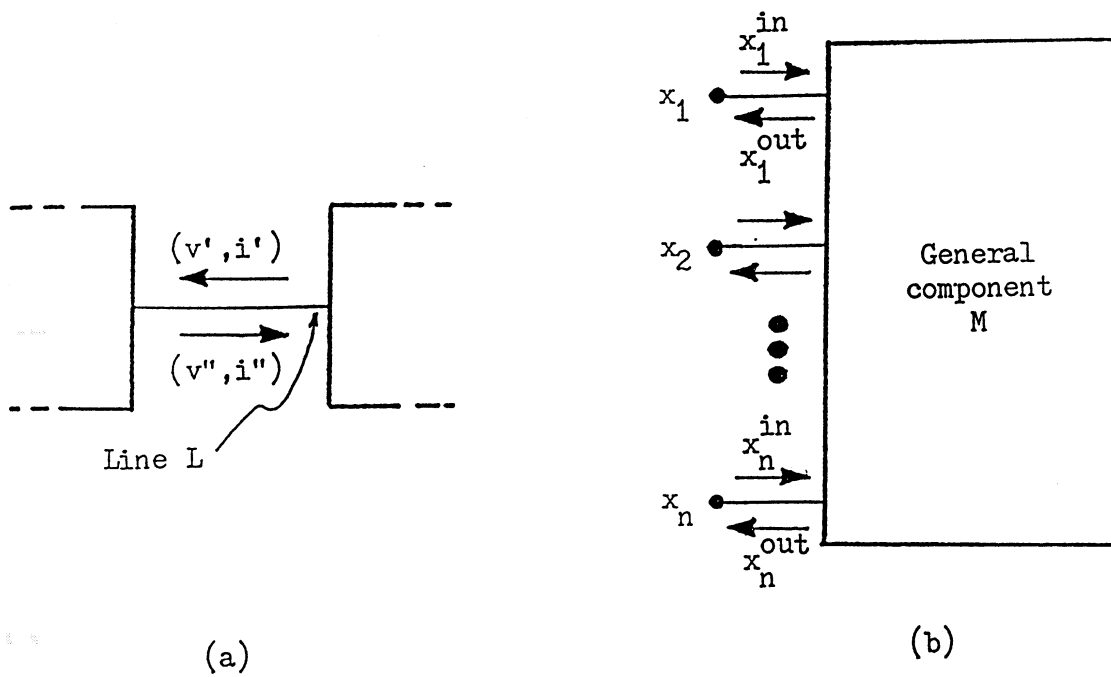 (v',i')
(v",i")
Line L
(a)
x₁ⁱⁿ
x₁
x₁ᵒᵘᵗ
x₂
General
component
M
xₙⁱⁿ
xₙ
xₙᵒᵘᵗ
(b)